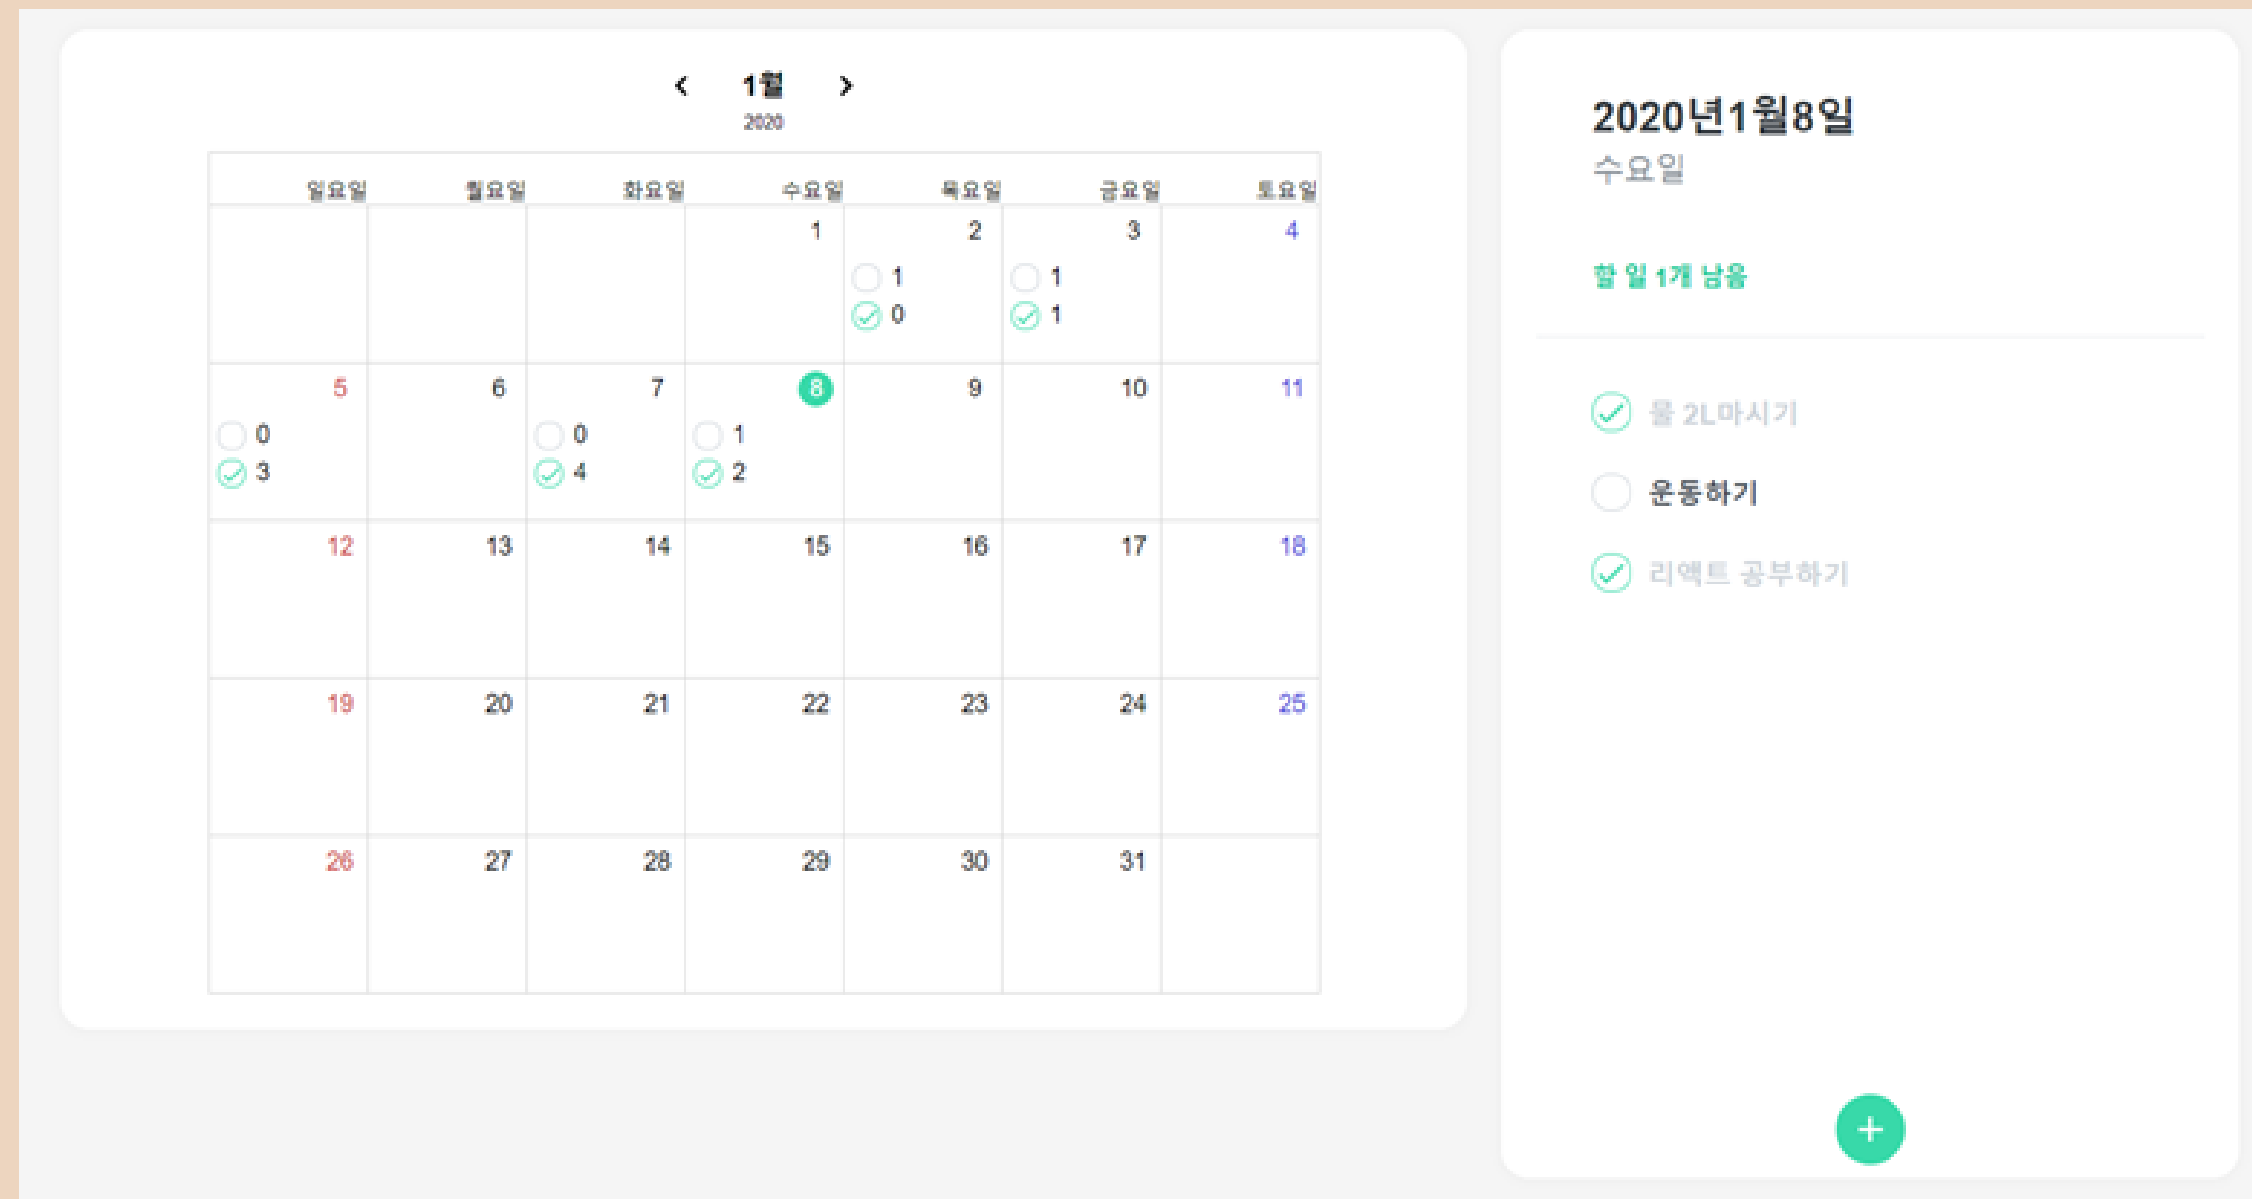 1월
2020
일요일 월요일 화요일 수요일 목요일 금요일 토요일
1 2 3 4
1 1
0 1
5 6 7 8 9 10 11
0 0 1
3 4 2
12 13 14 15 16 17 18
19 20 21 22 23 24 25
26 27 28 29 30 31
2020년1월8일
수요일
할 일 1개 남음
물 2L마시기
운동하기
리액트 공부하기